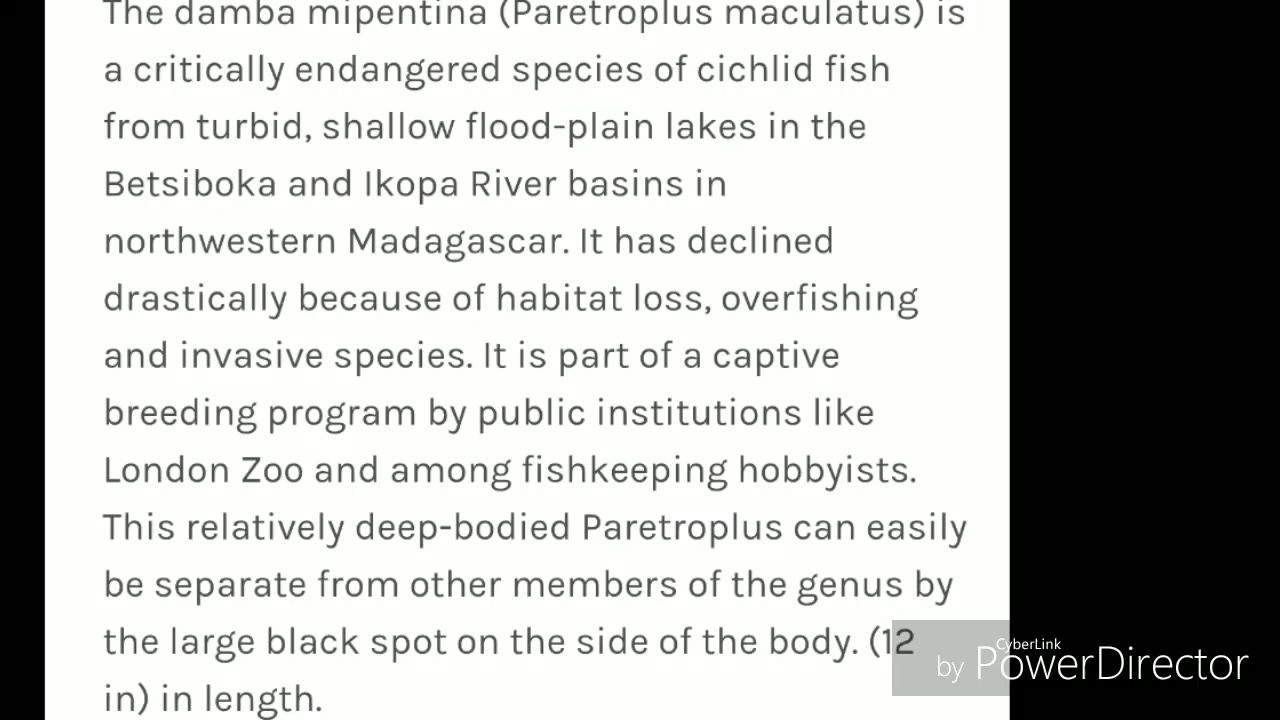 The damba mipentina (Paretroplus maculatus) is
a critically endangered species of cichlid fish
from turbid, shallow flood-plain lakes in the
Betsiboka and Ikopa River basins in
northwestern Madagascar. It has declined
drastically because of habitat loss, overfishing
and invasive species. It is part of a captive
breeding program by public institutions like
London Zoo and among fishkeeping hobbyists.
This relatively deep-bodied Paretroplus can easily
be separate from other members of the genus by
the large black spot on the side of the body. (12
in) in length.
CyberLink
by PowerDirector